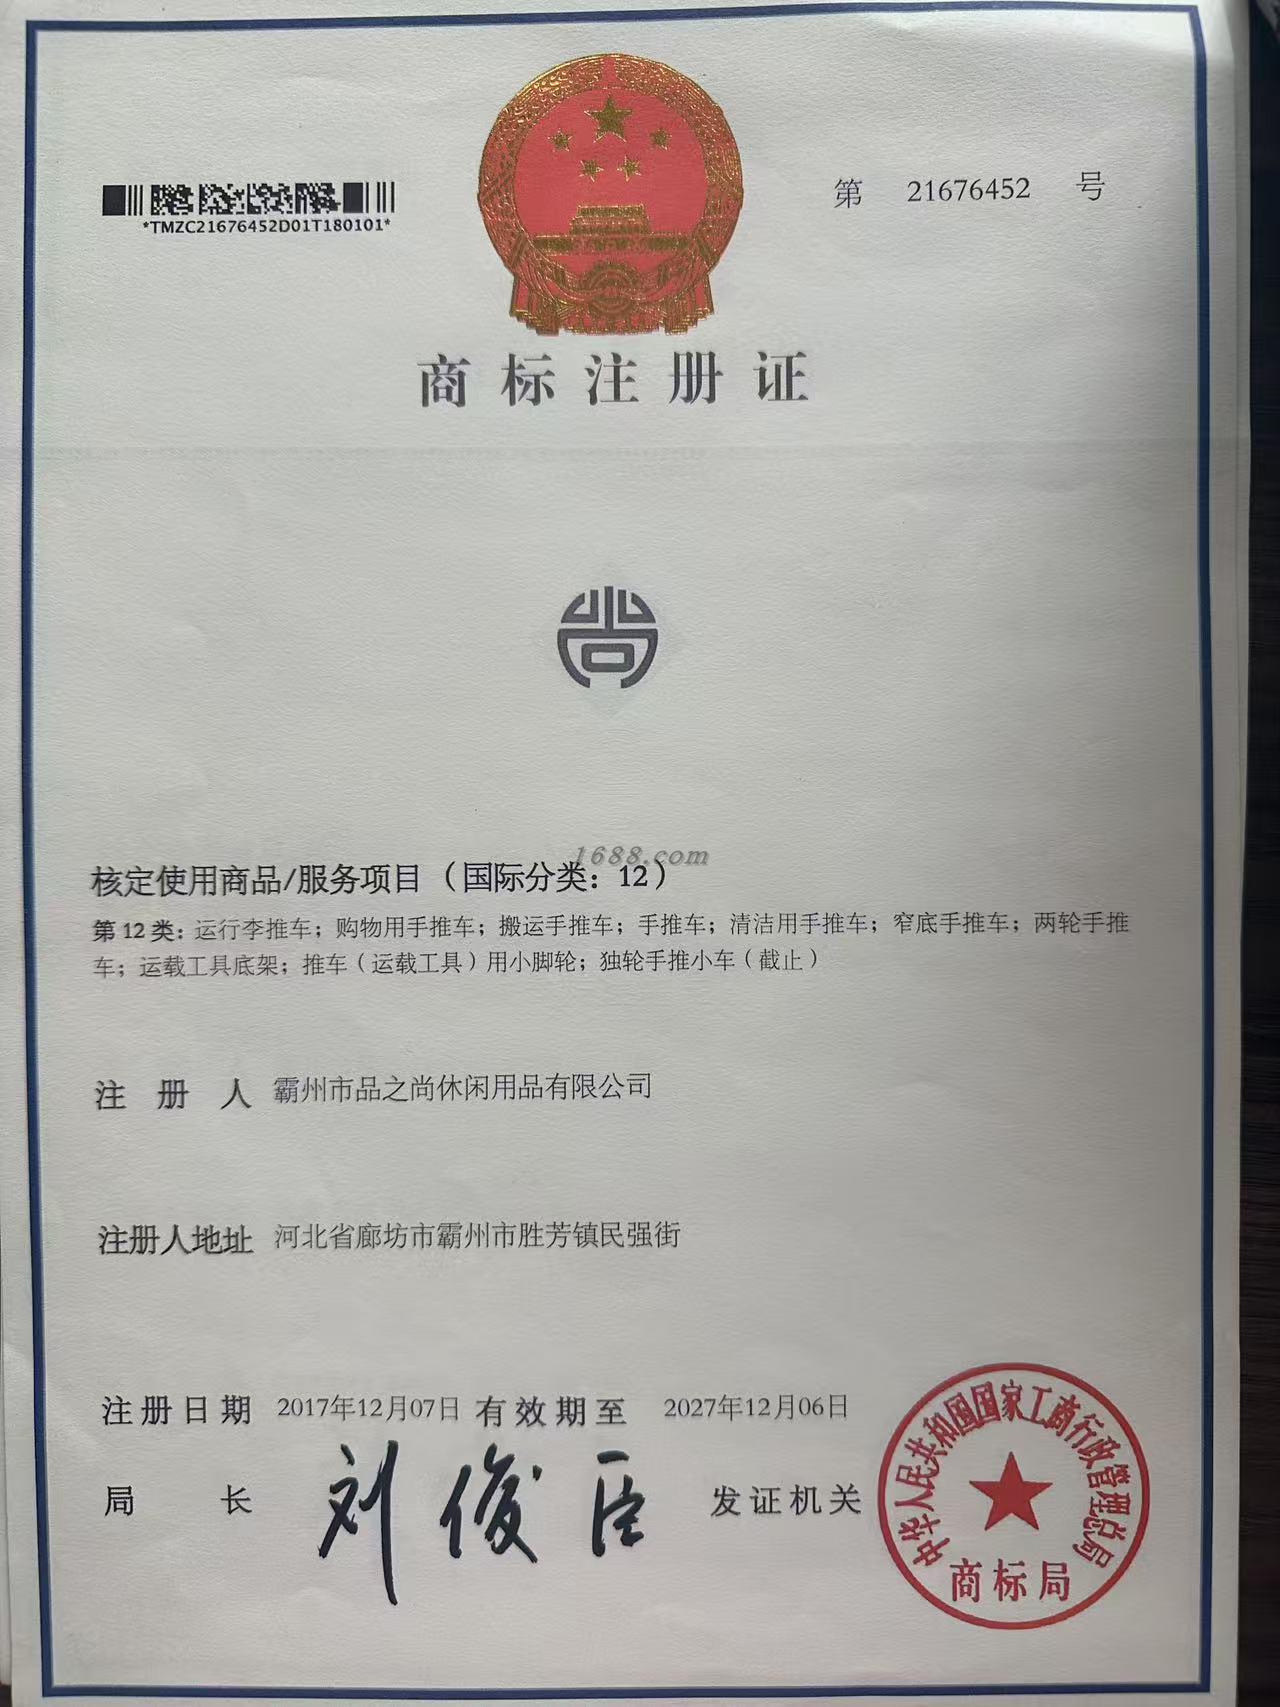 *TMZC21676452D01T180101*
第 21676452 号
商标注册证
尚
1688.com
核定使用商品/服务项目（国际分类：12）
第 12 类：运行李推车；购物用手推车；搬运手推车；手推车；清洁用手推车；窄底手推车；两轮手推
车；运载工具底架；推车（运载工具）用小脚轮；独轮手推小车（截止）
注册人 霸州市品之尚休闲用品有限公司
注册人地址 河北省廊坊市霸州市胜芳镇民强街
注册日期 2017年12月07日 有效期至 2027年12月06日
局长 刘俊臣 发证机关
中华人民共和国国家工商行政管理总局
商标局